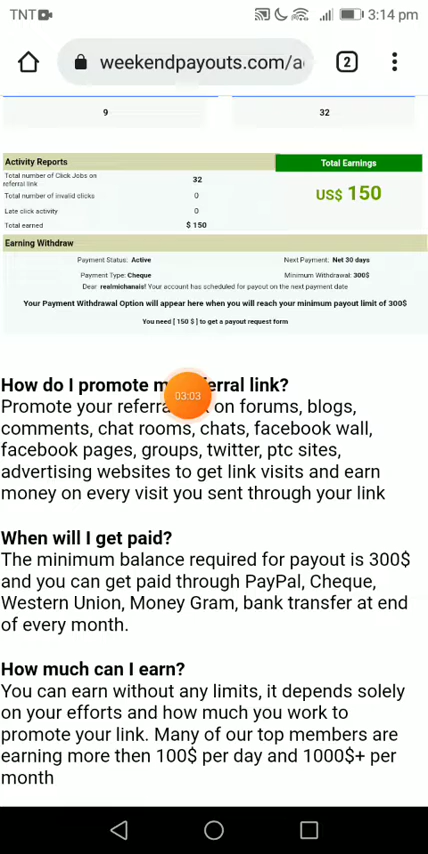 TNT 3:14 pm
weekendpayouts.com/a
2
9 32
Activity Reports
Total Earnings
Total number of Click Jobs on
referral link 32
US$ 150
Total number of invalid clicks 0
Late click activity 0
Total earned $ 150
Earning Withdraw
Payment Status: Active Next Payment: Net 30 days
Payment Type: Cheque Minimum Withdrawal: 300$
Dear realmichanais! Your account has scheduled for payout on the next payment date
Your Payment Withdrawal Option will appear here when you will reach your minimum payout limit of 300$
You need [ 150 $ ] to get a payout request form
How do I promote m erral link?
03:03
Promote your referra on forums, blogs,
comments, chat rooms, chats, facebook wall,
facebook pages, groups, twitter, ptc sites,
advertising websites to get link visits and earn
money on every visit you sent through your link
When will I get paid?
The minimum balance required for payout is 300$
and you can get paid through PayPal, Cheque,
Western Union, Money Gram, bank transfer at end
of every month.
How much can I earn?
You can earn without any limits, it depends solely
on your efforts and how much you work to
promote your link. Many of our top members are
earning more then 100$ per day and 1000$+ per
month